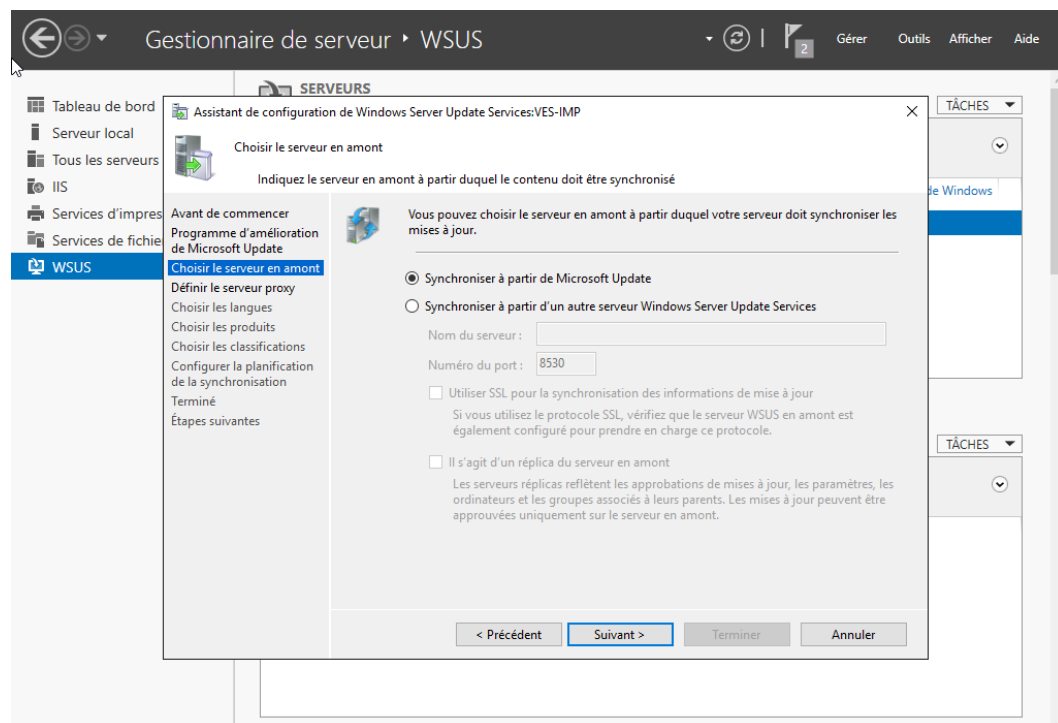 Gestionnaire de serveur ‣ WSUS
2
Gérer Outils Afficher Aide
Tableau de bord
Serveur local
Tous les serveurs
IIS
Services d'impres
Services de fichie
WSUS
SERVEURS
TÂCHES
de Windows
TÂCHES
Assistant de configuration de Windows Server Update Services:VES-IMP
Choisir le serveur en amont
Indiquez le serveur en amont à partir duquel le contenu doit être synchronisé
Avant de commencer
Programme d'amélioration
de Microsoft Update
Choisir le serveur en amont
Définir le serveur proxy
Choisir les langues
Choisir les produits
Choisir les classifications
Configurer la planification
de la synchronisation
Terminé
Étapes suivantes
Vous pouvez choisir le serveur en amont à partir duquel votre serveur doit synchroniser les
mises à jour.
Synchroniser à partir de Microsoft Update
Synchroniser à partir d'un autre serveur Windows Server Update Services
Nom du serveur :
Numéro du port : 8530
Utiliser SSL pour la synchronisation des informations de mise à jour
Si vous utilisez le protocole SSL, vérifiez que le serveur WSUS en amont est
également configuré pour prendre en charge ce protocole.
Il s'agit d'un réplica du serveur en amont
Les serveurs réplicas reflètent les approbations de mises à jour, les paramètres, les
ordinateurs et les groupes associés à leurs parents. Les mises à jour peuvent être
approuvées uniquement sur le serveur en amont.
< Précédent Suivant > Terminer Annuler